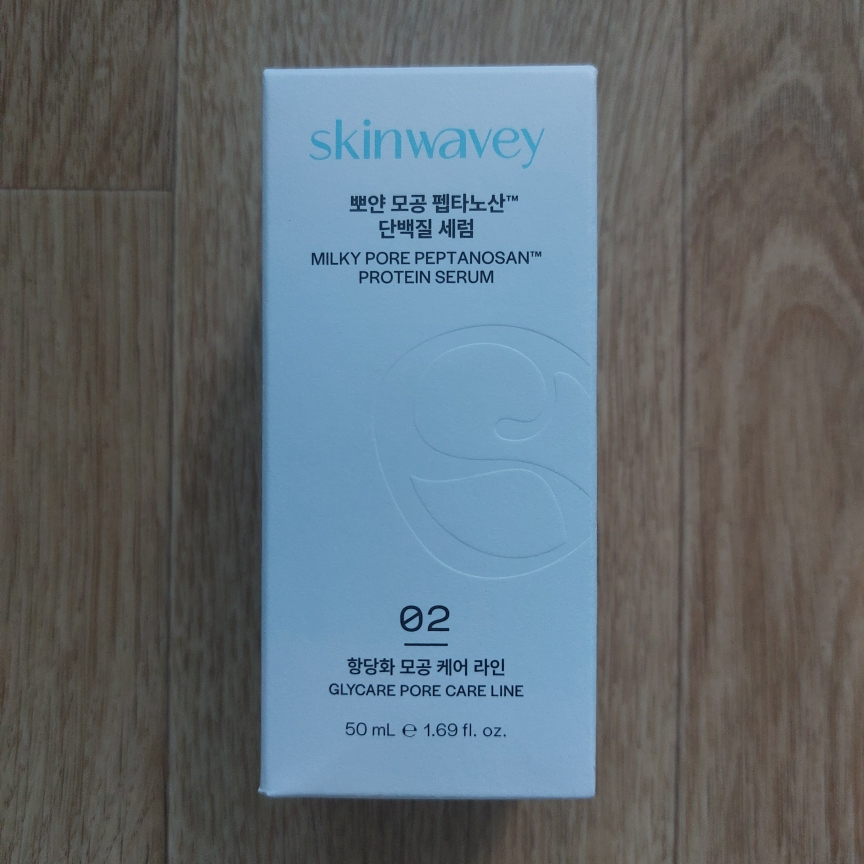 skinwavey
뽀얀 모공 펩타노산™
단백질 세럼
MILKY PORE PEPTANOSAN™
PROTEIN SERUM
02
항당화 모공 케어 라인
GLYCARE PORE CARE LINE
50 mL ℮ 1.69 fl. oz.